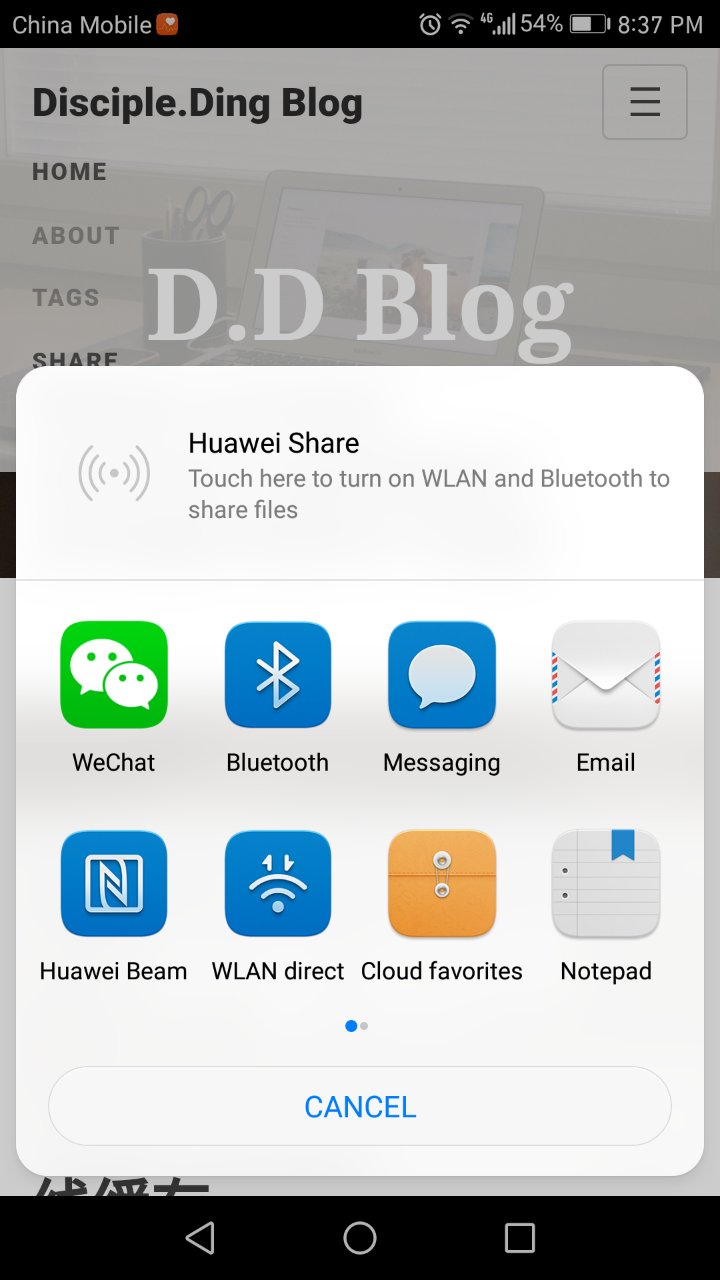 China Mobile 4G 54% 8:37 PM
Disciple.Ding Blog
HOME
ABOUT
TAGS
D.D Blog
SHARE
Huawei Share
Touch here to turn on WLAN and Bluetooth to
share files
WeChat Bluetooth Messaging Email
Huawei Beam WLAN direct Cloud favorites Notepad
CANCEL